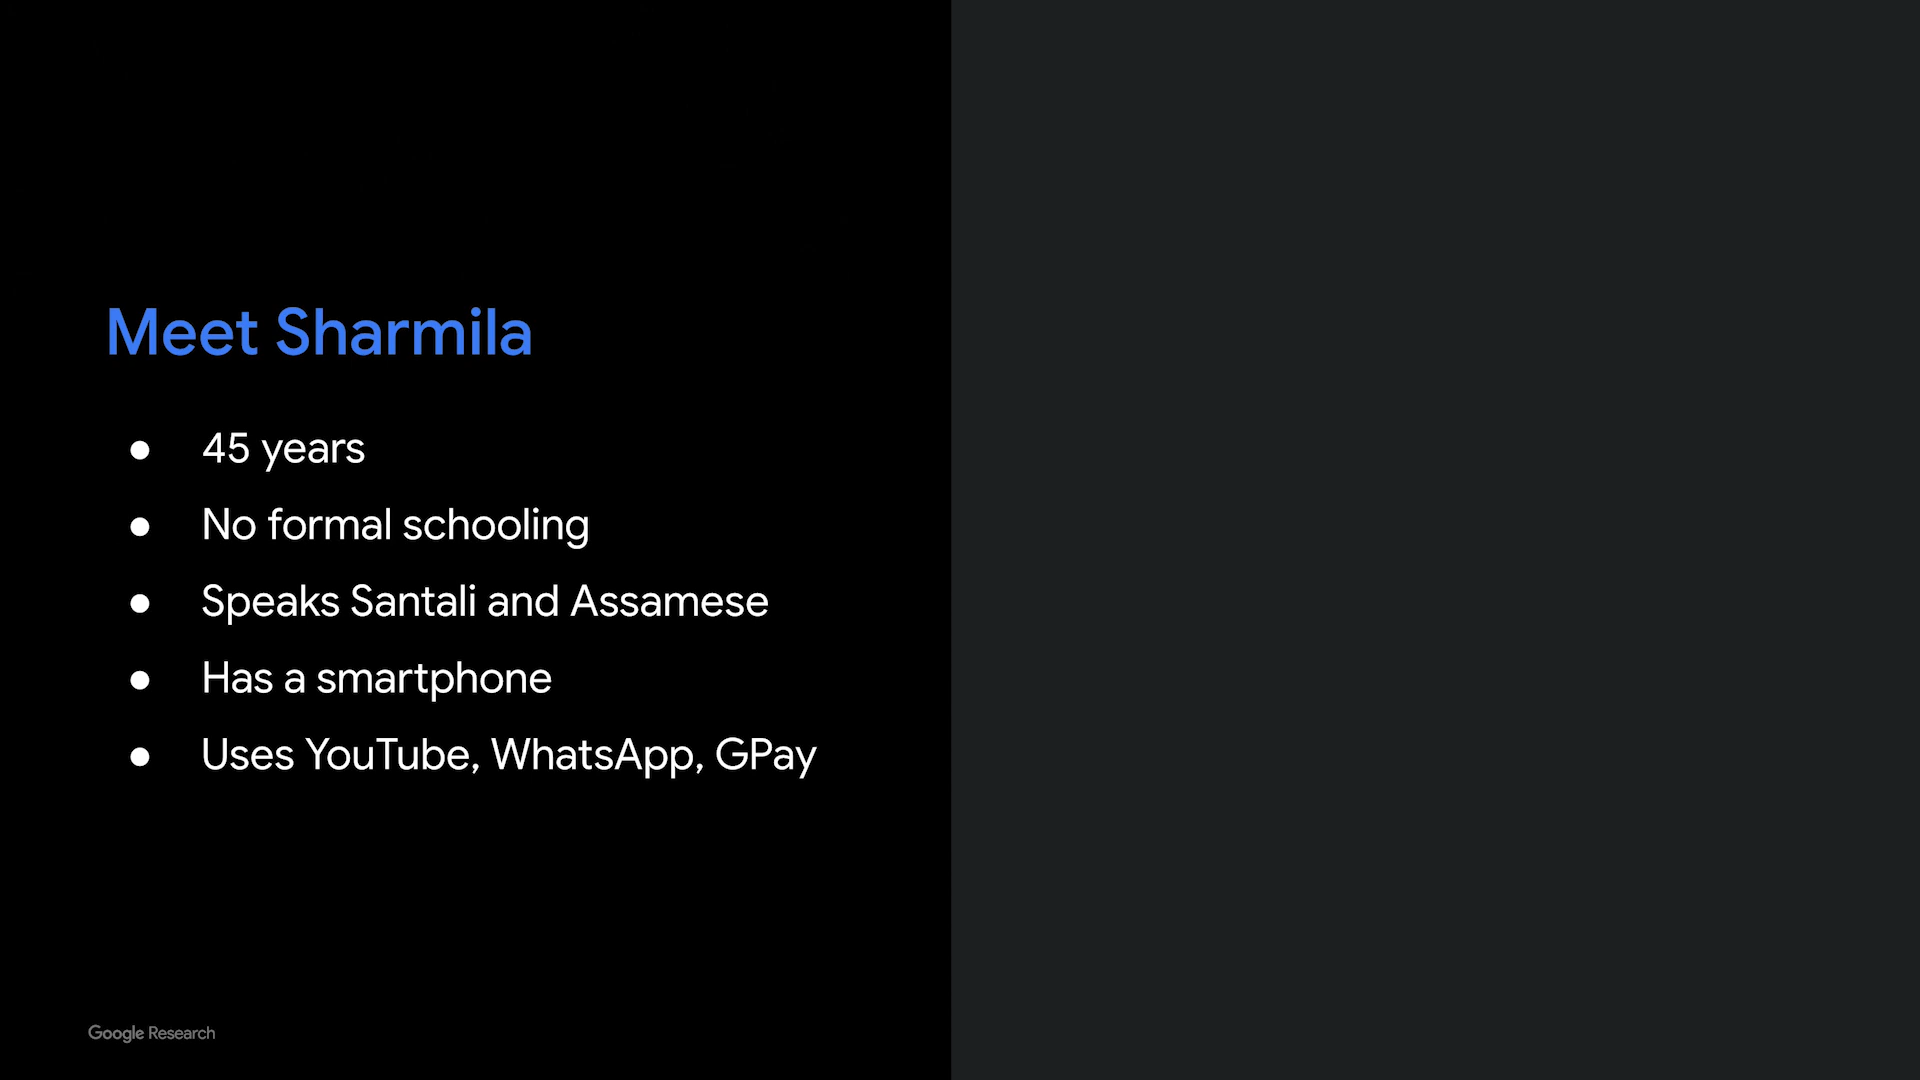 Meet Sharmila
● 45 years
● No formal schooling
● Speaks Santali and Assamese
● Has a smartphone
● Uses YouTube, WhatsApp, GPay
Google Research